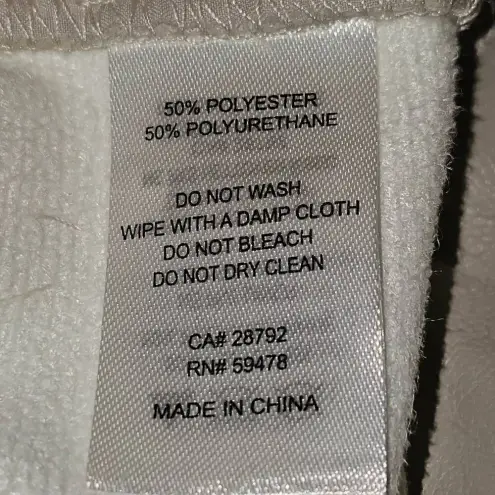 50% POLYESTER
50% POLYURETHANE
DO NOT WASH
WIPE WITH A DAMP CLOTH
DO NOT BLEACH
DO NOT DRY CLEAN
CA# 28792
RN# 59478
MADE IN CHINA